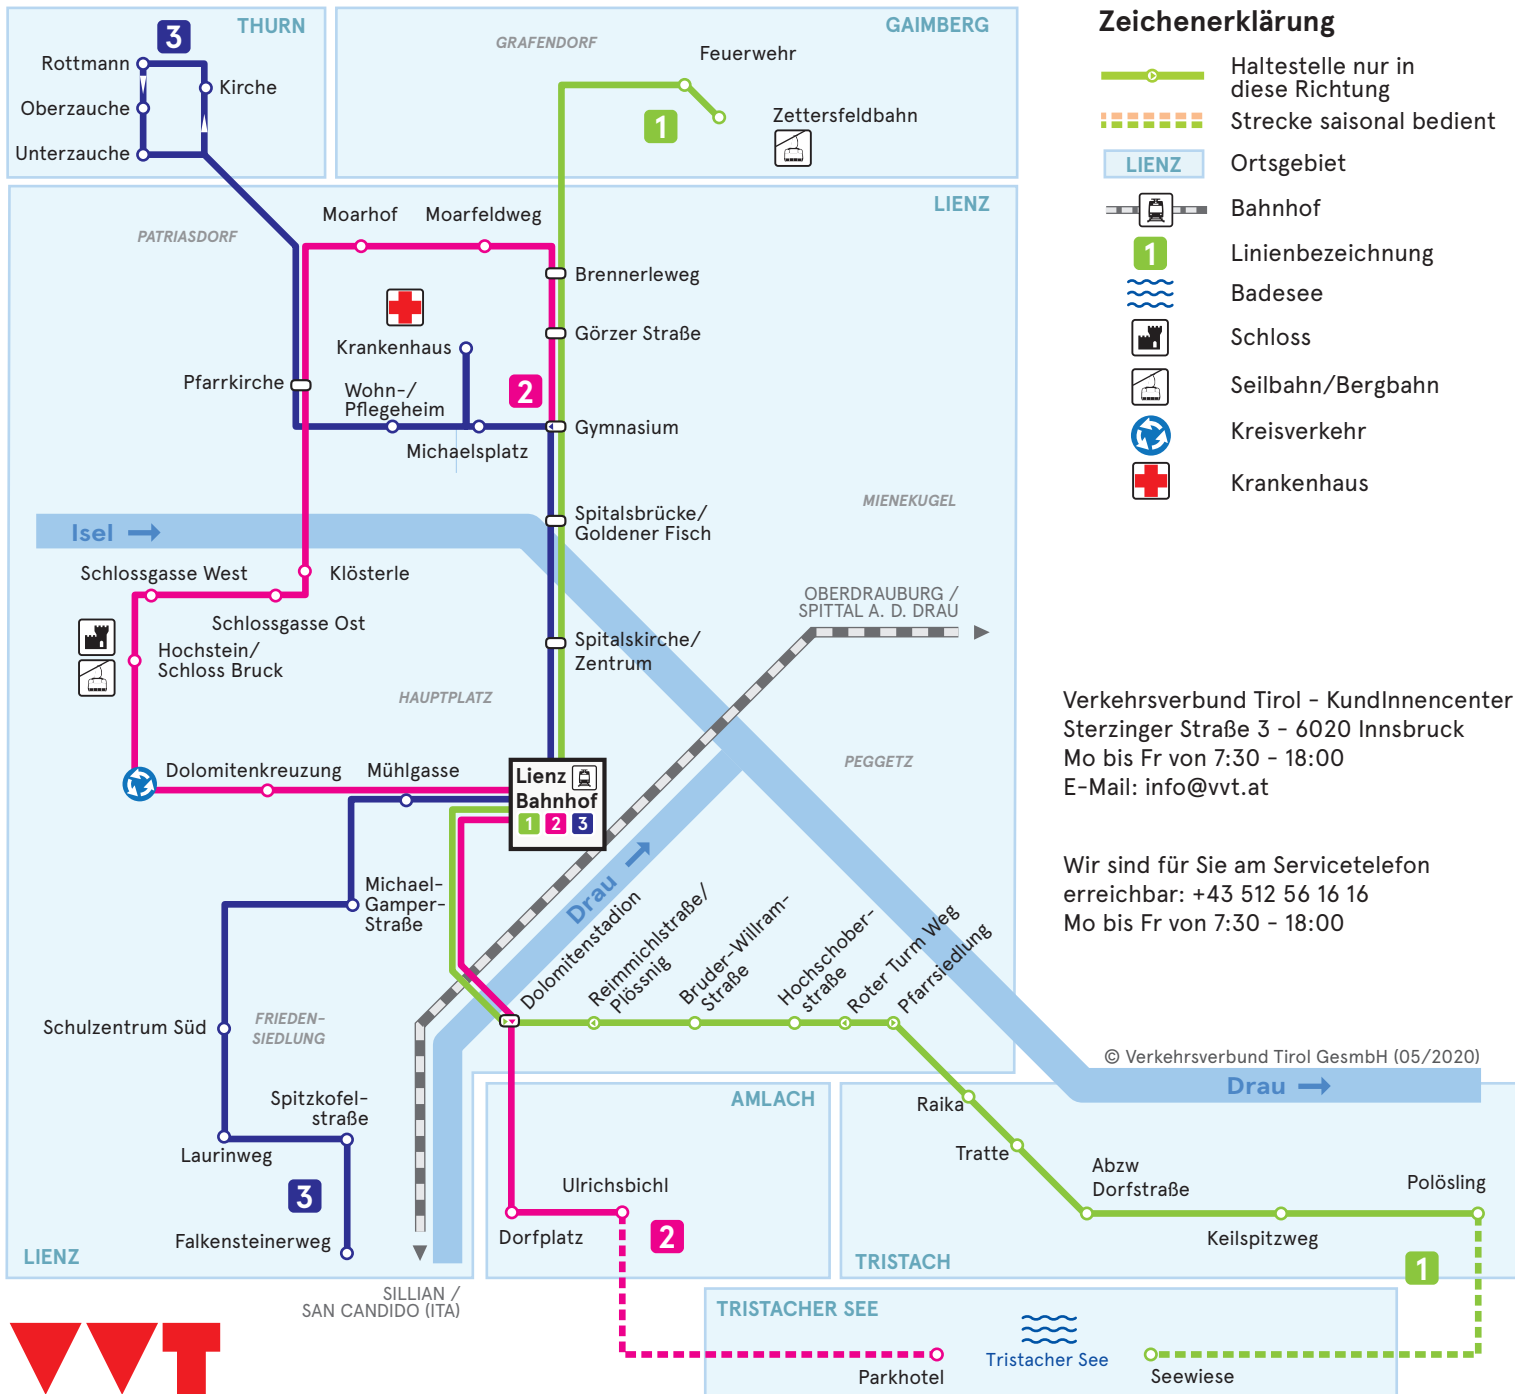 THURN
3
Rottmann
Kirche
Oberzauche
Unterzauche
GAIMBERG
GRAFENDORF
Feuerwehr
1
Zettersfeldbahn
LIENZ
PATRIASDORF
Moarhof
Moarfeldweg
Brennerleweg
Görzer Straße
Krankenhaus
Pfarrkirche
Wohn-/
Pflegeheim
2
Michaelsplatz
Gymnasium
MIENEKUGEL
Isel
Spitalsbrücke/
Goldener Fisch
Schlossgasse West
Klösterle
Schlossgasse Ost
Hochstein/
Schloss Bruck
OBERDRAUBURG /
SPITTAL A. D. DRAU
Spitalskirche/
Zentrum
HAUPTPLATZ
PEGGETZ
Dolomitenkreuzung
Mühlgasse
Lienz
Bahnhof
1 2 3
Michael-
Gamper-
Straße
Drau
Dolomitenstadion
Reimmichlstraße/
Plössnig
Bruder-Willram-
Straße
Hochschober-
straße
Roter Turm Weg
Pfarrsiedlung
Schulzentrum Süd
FRIEDEN-
SIEDLUNG
Spitzkofel-
straße
Laurinweg
3
Falkensteinerweg
LIENZ
SILLIAN /
SAN CANDIDO (ITA)
AMLACH
Ulrichsbichl
Dorfplatz
2
Raika
Tratte
Abzw
Dorfstraße
Polösling
Keilspitzweg
TRISTACH
1
Drau
TRISTACHER SEE
Tristacher See
Parkhotel
Seewiese
VVT
Zeichenerklärung
Haltestelle nur in
diese Richtung
Strecke saisonal bedient
LIENZ
Ortsgebiet
Bahnhof
1
Linienbezeichnung
Badesee
Schloss
Seilbahn/Bergbahn
Kreisverkehr
Krankenhaus
Verkehrsverbund Tirol - KundInnencenter
Sterzinger Straße 3 - 6020 Innsbruck
Mo bis Fr von 7:30 - 18:00
E-Mail: info@vvt.at
Wir sind für Sie am Servicetelefon
erreichbar: +43 512 56 16 16
Mo bis Fr von 7:30 - 18:00
© Verkehrsverbund Tirol GesmbH (05/2020)